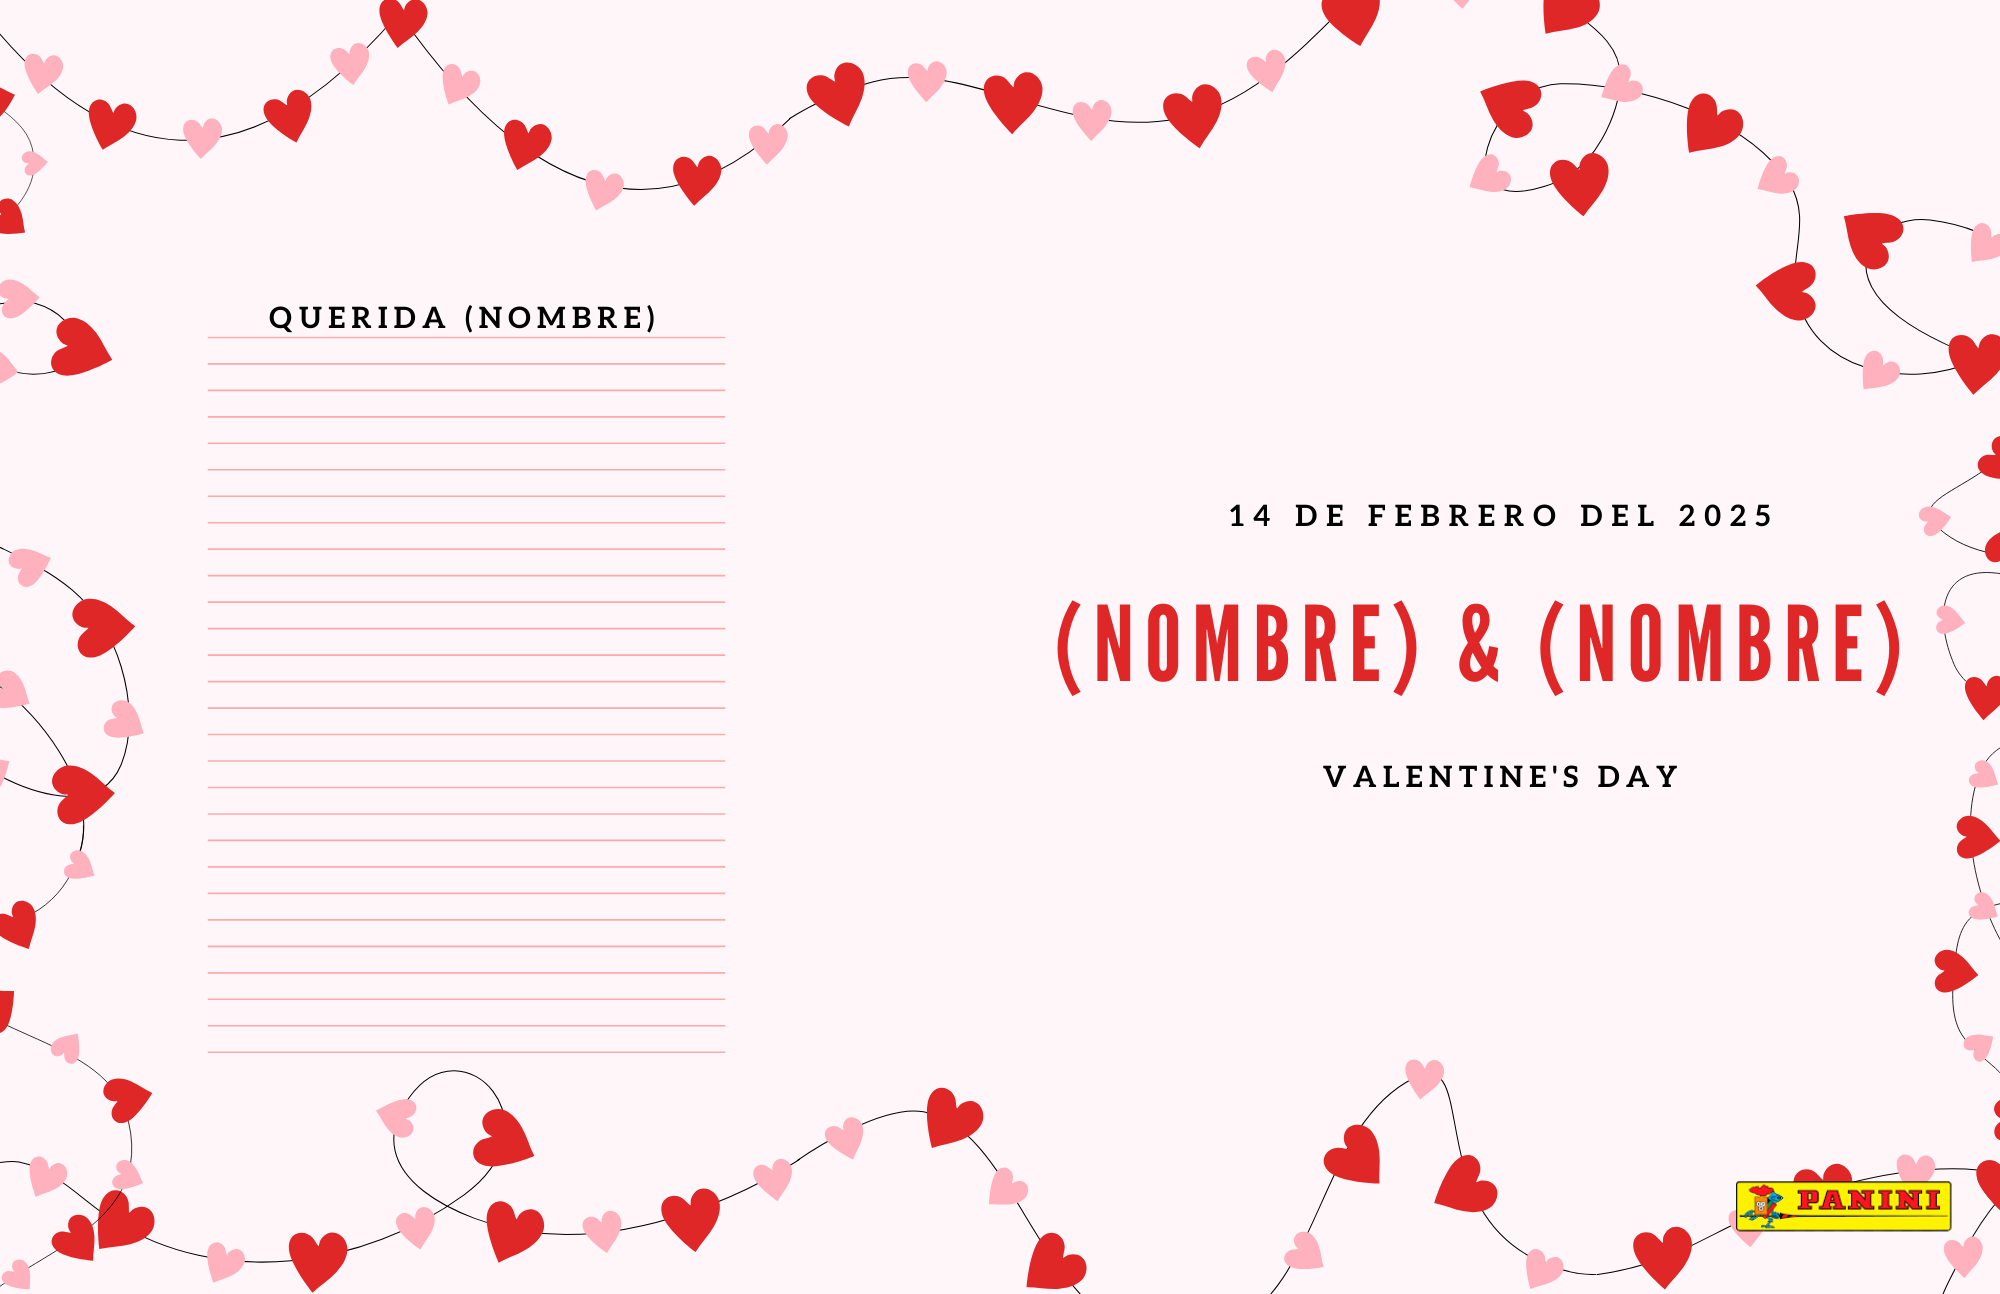 QUERIDA (NOMBRE)
14 DE FEBRERO DEL 2025
(NOMBRE) & (NOMBRE)
VALENTINE'S DAY
PANINI